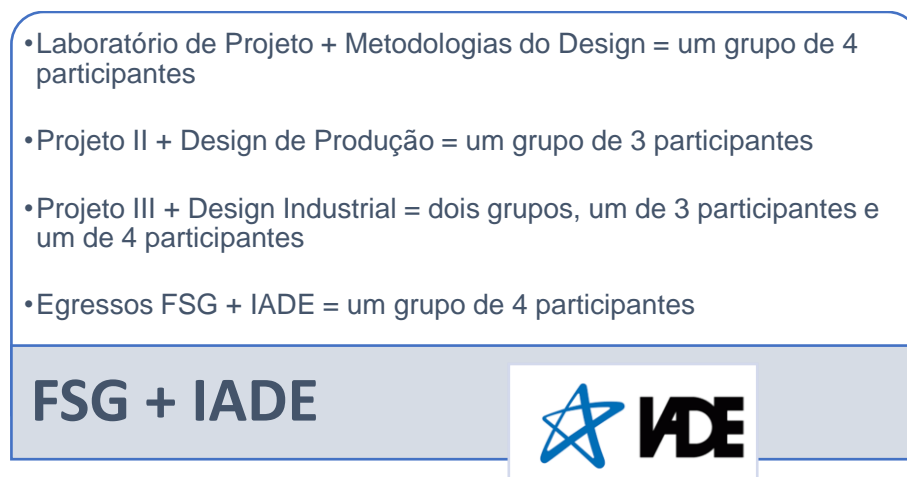 •Laboratório de Projeto + Metodologias do Design = um grupo de 4
participantes
•Projeto II + Design de Produção = um grupo de 3 participantes
•Projeto III + Design Industrial = dois grupos, um de 3 participantes e
um de 4 participantes
•Egressos FSG + IADE = um grupo de 4 participantes
FSG + IADE
IADE